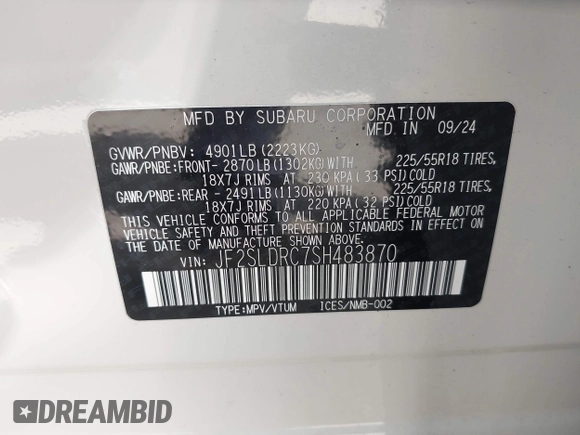 MFD BY SUBARU CORPORATION
MFD IN 09/24
GVWR/PNBV: 4901LB(2223KG)
GAWR/PNBE:FRONT- 2870LB(1302KG)WITH 225/55R18 TIRES,
18X7J RIMS AT 230 KPA ( 33 PSI)COLD
GAWR/PNBE:REAR - 2491LB(1130KG)WITH 225/55R18 TIRES,
18X7J RIMS AT 220 KPA ( 32 PSI)COLD
THIS VEHICLE CONFORMS TO ALL APPLICABLE FEDERAL MOTOR
VEHICLE SAFETY AND THEFT PREVENTION STANDARDS IN EFFECT ON
THE DATE OF MANUFACTURE SHOWN ABOVE.
VIN: JF2SLDRC7SH483870
TYPE:MPV/VTUM ICES/NMB-002
DREAMBID